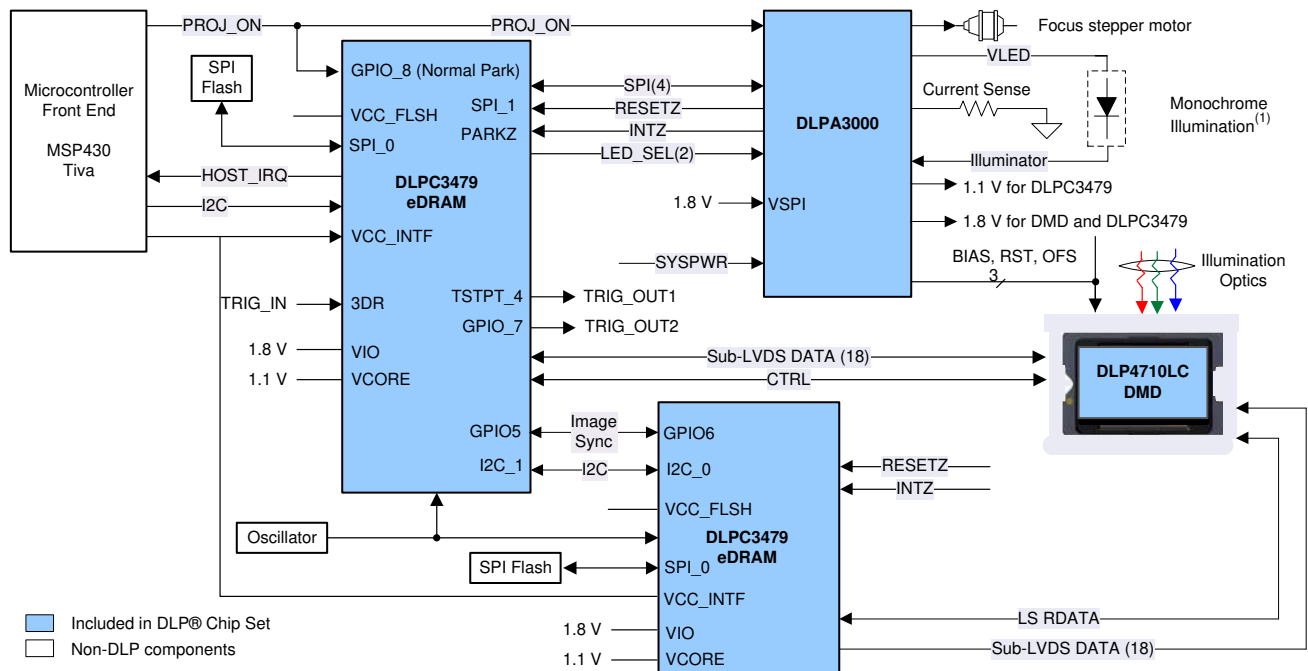 PROJ_ON
PROJ_ON
Focus stepper motor
SPI
Flash
GPIO_8 (Normal Park)
VLED
Microcontroller
Front End
MSP430
Tiva
SPI(4)
Current Sense
SPI_1
RESETZ
Monochrome
Illumination(1)
VCC_FLSH
PARKZ
INTZ
DLPA3000
SPI_0
LED_SEL(2)
Illuminator
HOST_IRQ
DLPC3479
eDRAM
1.1 V for DLPC3479
I2C
1.8 V
VSPI
1.8 V for DMD and DLPC3479
VCC_INTF
BIAS, RST, OFS
3
Illumination
Optics
SYSPWR
TRIG_IN
3DR
TSTPT_4
TRIG_OUT1
GPIO_7
TRIG_OUT2
1.8 V
VIO
Sub-LVDS DATA (18)
1.1 V
VCORE
CTRL
DLP4710LC
DMD
GPIO5
Image
Sync
GPIO6
I2C_1
I2C
I2C_0
RESETZ
INTZ
VCC_FLSH
Oscillator
DLPC3479
eDRAM
SPI Flash
SPI_0
VCC_INTF
LS RDATA
Included in DLP® Chip Set
1.8 V
VIO
Non-DLP components
Sub-LVDS DATA (18)
1.1 V
VCORE